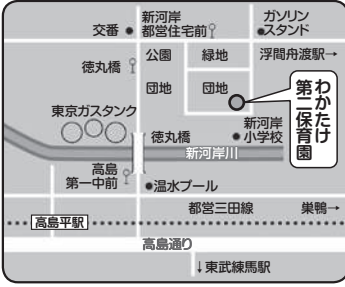 交番
新河岸
都営住宅前
ガソリン
スタンド
徳丸橋
公園
緑地
浮間舟渡駅→
団地
団地
わかたけ
第二保育園
東京ガスタンク
徳丸橋
新河岸
小学校
新河岸川
高島
第一中前
温水プール
都営三田線
巣鴨→
高島平駅
高島通り
↓東武練馬駅